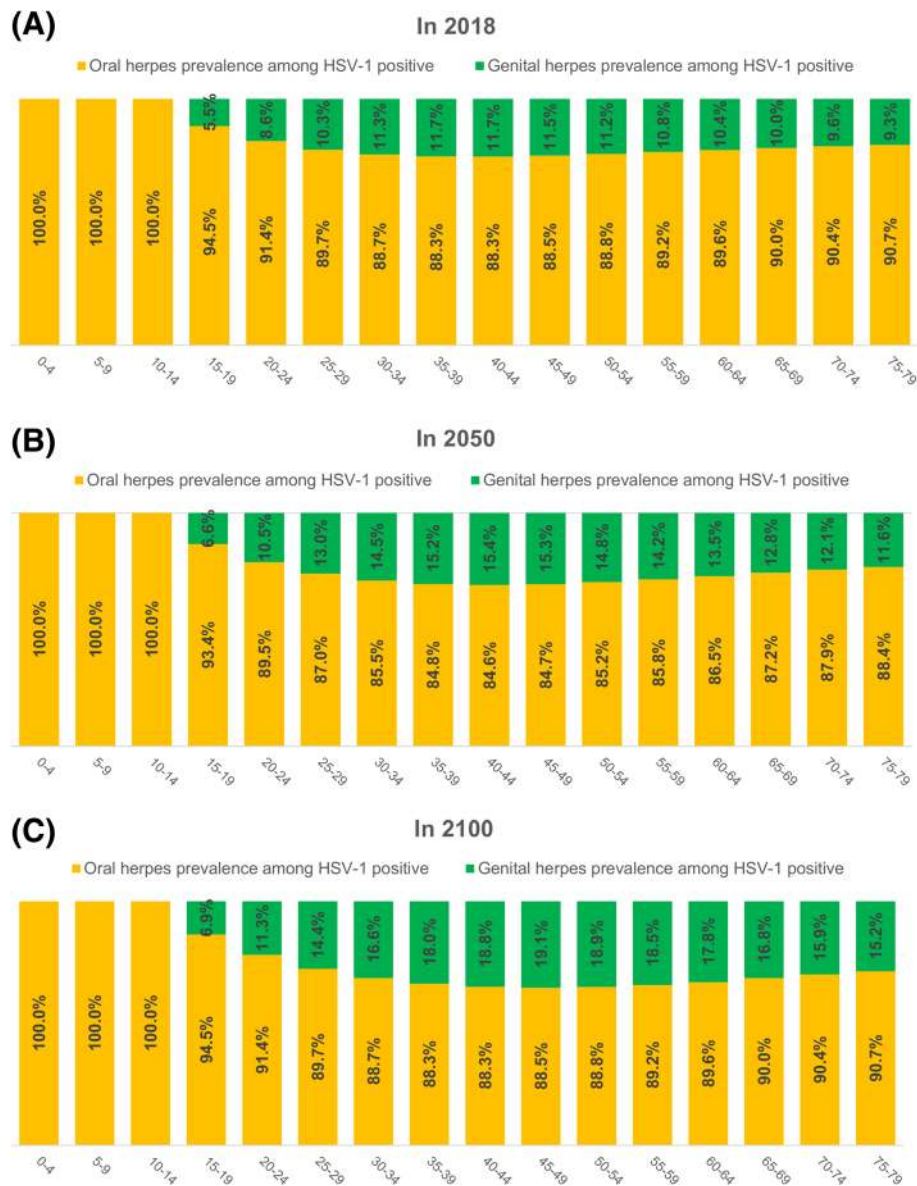 (A)
In 2018
Oral herpes prevalence among HSV-1 positive Genital herpes prevalence among HSV-1 positive
5.5% 8.6% 10.3% 11.3% 11.7% 11.7% 11.5% 11.2% 10.8% 10.4% 10.0% 9.6% 9.3%
100.0% 100.0% 100.0% 94.5% 91.4% 89.7% 88.7% 88.3% 88.3% 88.5% 88.8% 89.2% 89.6% 90.0% 90.4% 90.7%
0-4 5-9 10-14 15-19 20-24 25-29 30-34 35-39 40-44 45-49 50-54 55-59 60-64 65-69 70-74 75-79
(B)
In 2050
Oral herpes prevalence among HSV-1 positive Genital herpes prevalence among HSV-1 positive
6.6% 10.5% 13.0% 14.5% 15.2% 15.4% 15.3% 14.8% 14.2% 13.5% 12.8% 12.1% 11.6%
100.0% 100.0% 100.0% 93.4% 89.5% 87.0% 85.5% 84.8% 84.6% 84.7% 85.2% 85.8% 86.5% 87.2% 87.9% 88.4%
0-4 5-9 10-14 15-19 20-24 25-29 30-34 35-39 40-44 45-49 50-54 55-59 60-64 65-69 70-74 75-79
(C)
In 2100
Oral herpes prevalence among HSV-1 positive Genital herpes prevalence among HSV-1 positive
6.9% 11.3% 14.4% 16.6% 18.0% 18.8% 19.1% 18.9% 18.5% 17.8% 16.8% 15.9% 15.2%
100.0% 100.0% 100.0% 94.5% 91.4% 89.7% 88.7% 88.3% 88.3% 88.5% 88.8% 89.2% 89.6% 90.0% 90.4% 90.7%
0-4 5-9 10-14 15-19 20-24 25-29 30-34 35-39 40-44 45-49 50-54 55-59 60-64 65-69 70-74 75-79